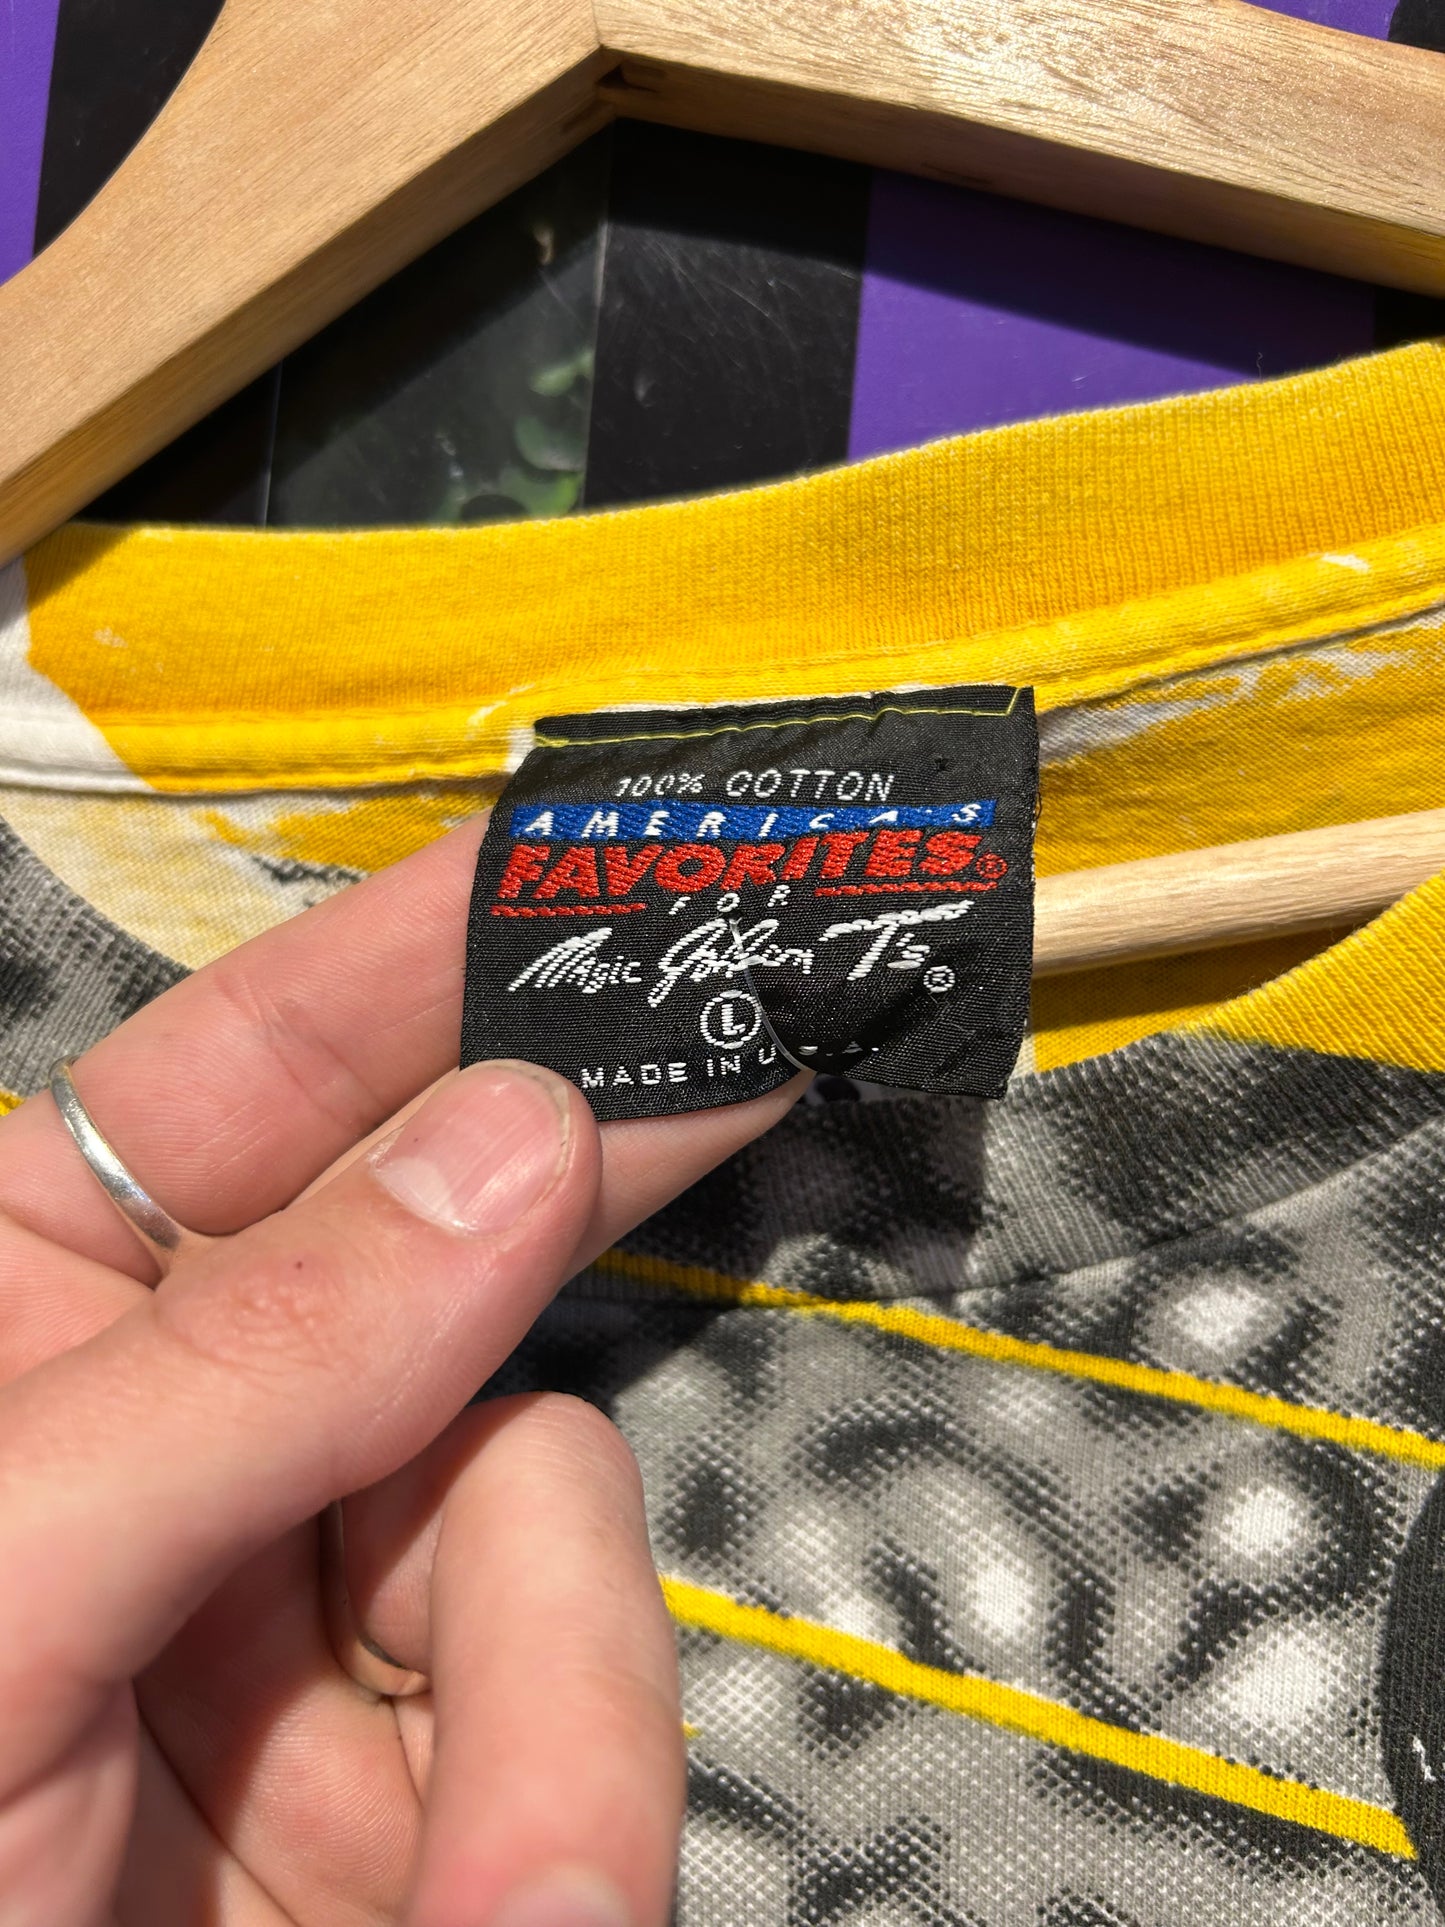 100% COTTON
AMERICA'S
FAVORITES®
FOR
Magic Johnson T's®
L
MADE IN U.S.A.